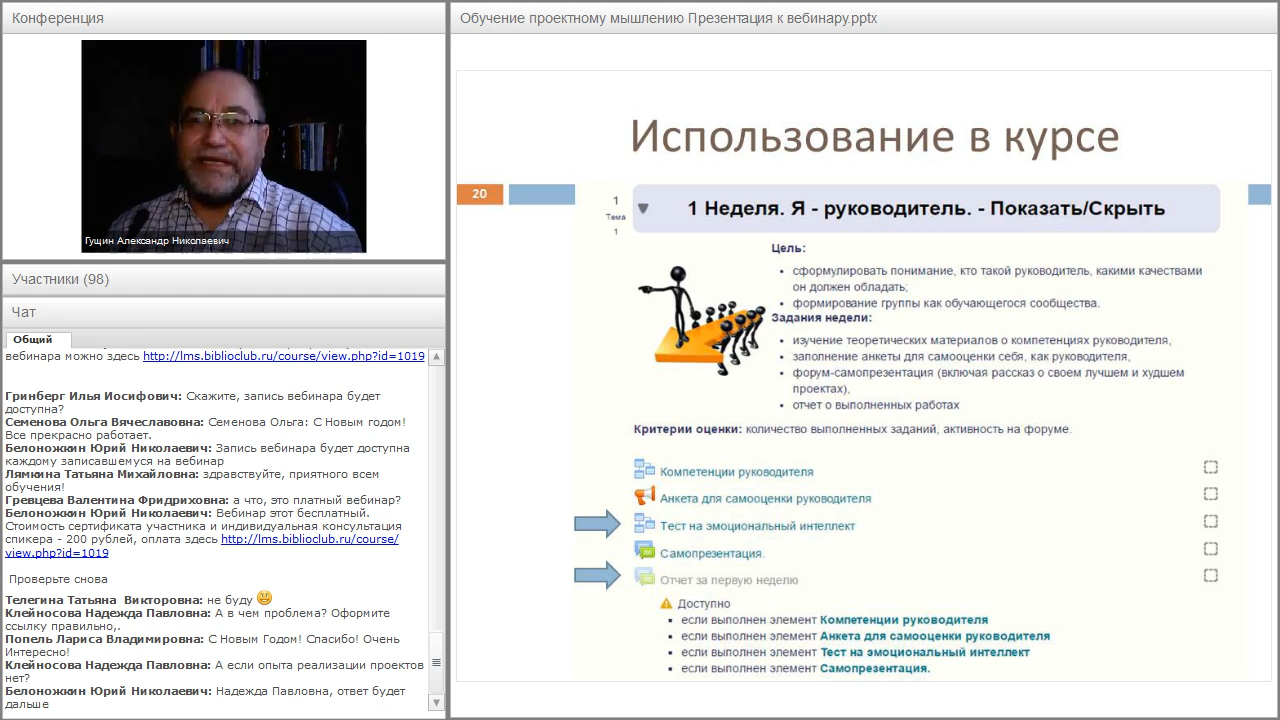 Конференция
Гущин Александр Николаевич
Участники (98)
Чат
Общий
вебинара можно здесь http://lms.biblioclub.ru/course/view.php?id=1019
Гринберг Илья Иосифович: Скажите, запись вебинара будет
доступна?
Семенова Ольга Вячеславовна: Семенова Ольга: С Новым годом!
Все прекрасно работает.
Белоножкин Юрий Николаевич: Запись вебинара будет доступна
каждому записавшемуся на вебинар
Лямкина Татьяна Михайловна: здравствуйте, приятного всем
обучения!
Гревцева Валентина Фридриховна: а что, это платный вебинар?
Белоножкин Юрий Николаевич: Вебинар этот бесплатный.
Стоимость сертификата участника и индивидуальная консультация
спикера - 200 рублей, оплата здесь http://lms.biblioclub.ru/course/
view.php?id=1019
Проверьте снова
Телегина Татьяна Викторовна: не буду
Клейносова Надежда Павловна: А в чем проблема? Оформите
ссылку правильно,.
Попель Лариса Владимировна: С Новым Годом! Спасибо! Очень
Интересно!
Клейносова Надежда Павловна: А если опыта реализации проектов
нет?
Белоножкин Юрий Николаевич: Надежда Павловна, ответ будет
дальше
Обучение проектному мышлению Презентация к вебинару.pptx
Использование в курсе
20
1
Тема
1
1 Неделя. Я - руководитель. - Показать/Скрыть
Цель:
• сформулировать понимание, кто такой руководитель, какими качествами
он должен обладать;
• формирование группы как обучающегося сообщества.
Задания недели:
• изучение теоретических материалов о компетенциях руководителя,
• заполнение анкеты для самооценки себя, как руководителя,
• форум-самопрезентация (включая рассказ о своем лучшем и худшем
проектах),
• отчет о выполненных работах
Критерии оценки: количество выполненных заданий, активность на форуме.
Компетенции руководителя
Анкета для самооценки руководителя
Тест на эмоциональный интеллект
Самопрезентация.
Отчет за первую неделю
Доступно
• если выполнен элемент Компетенции руководителя
• если выполнен элемент Анкета для самооценки руководителя
• если выполнен элемент Тест на эмоциональный интеллект
• если выполнен элемент Самопрезентация.